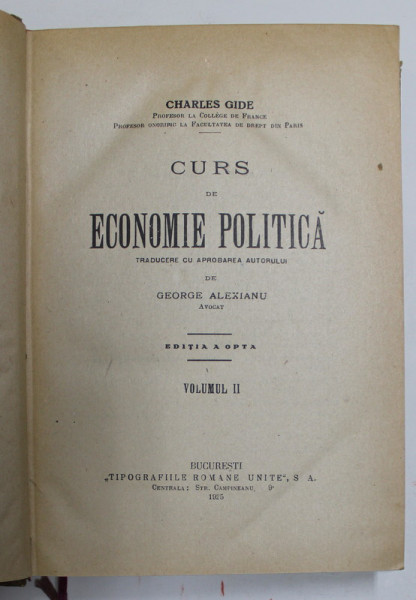 CHARLES GIDE
PROFESOR LA COLLÈGE DE FRANCE
PROFESOR ONORIFIC LA FACULTATEA DE DREPT DIN PARIS
CURS
DE
ECONOMIE POLITICĂ
TRADUCERE CU APROBAREA AUTORULUI
DE
GEORGE ALEXIANU
AVOCAT
EDIȚIA A OPTA
VOLUMUL II
BUCUREȘTI
„TIPOGRAFIILE ROMANE UNITE“, S A.
CENTRALA: STR. CAMPINEANU, 9
1925